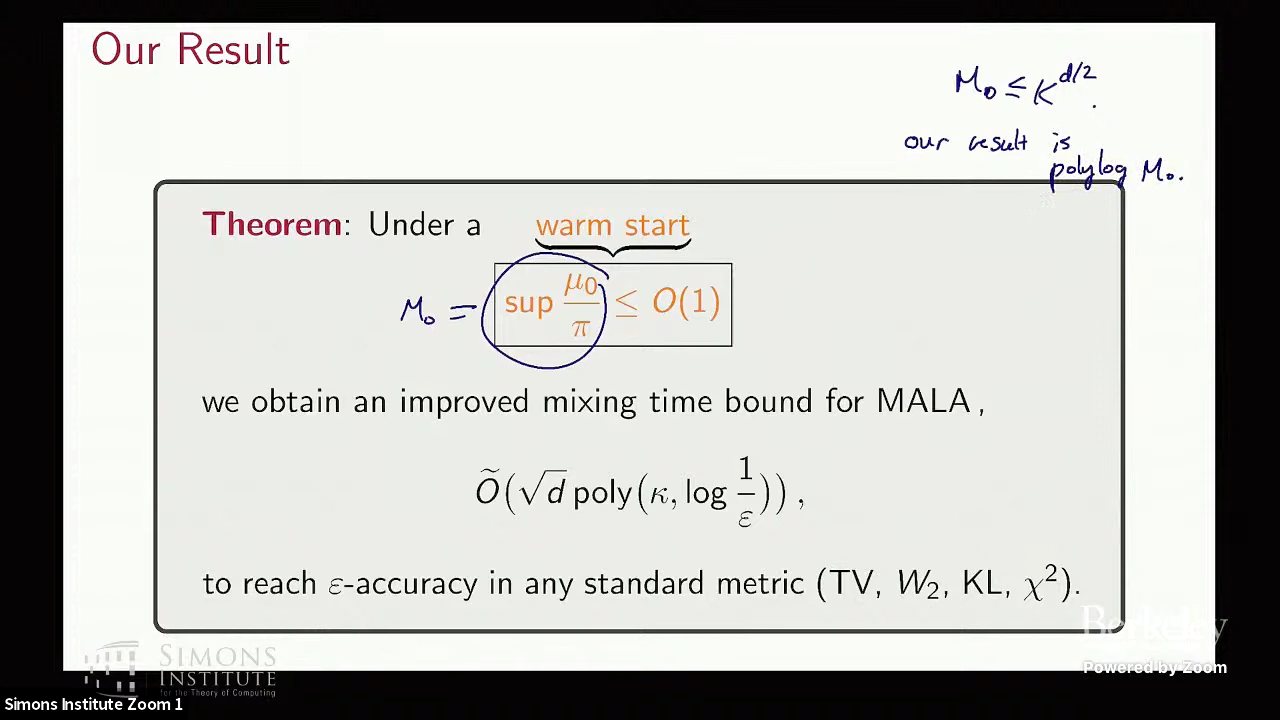 Our Result
M₀ ≤ κ^{d/2}.
our result is
polylog M₀.
Theorem: Under a warm start
M₀ = sup μ₀/π ≤ O(1)
we obtain an improved mixing time bound for MALA,
Õ(√d poly(κ, log 1/ε)),
to reach ε-accuracy in any standard metric (TV, W₂, KL, χ²).
Berkeley
SIMONS
INSTITUTE
for the Theory of Computing
Powered by Zoom
Simons Institute Zoom 1